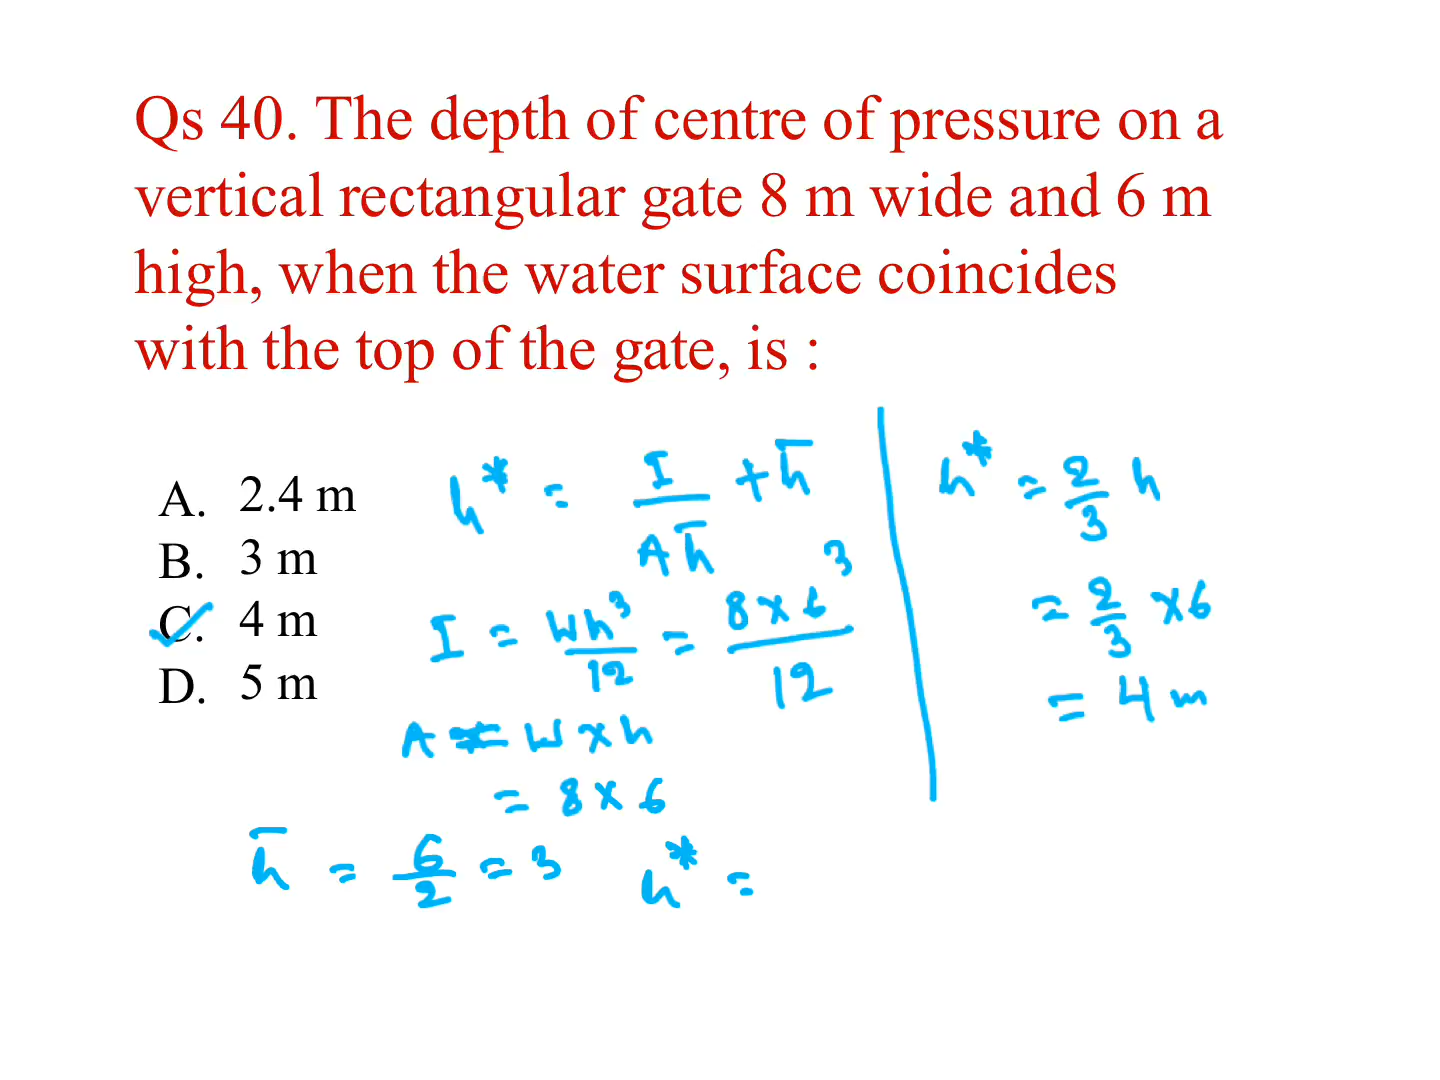 Qs 40. The depth of centre of pressure on a
vertical rectangular gate 8 m wide and 6 m
high, when the water surface coincides
with the top of the gate, is :
A. 2.4 m
B. 3 m
C. 4 m
D. 5 m
h* = I / A h̄ + h̄
I = wh³ / 12 = 8 × 6³ / 12
A = w × h
= 8 × 6
h̄ = 6/2 = 3
h* =
h* = 2/3 h
= 2/3 × 6
= 4 m